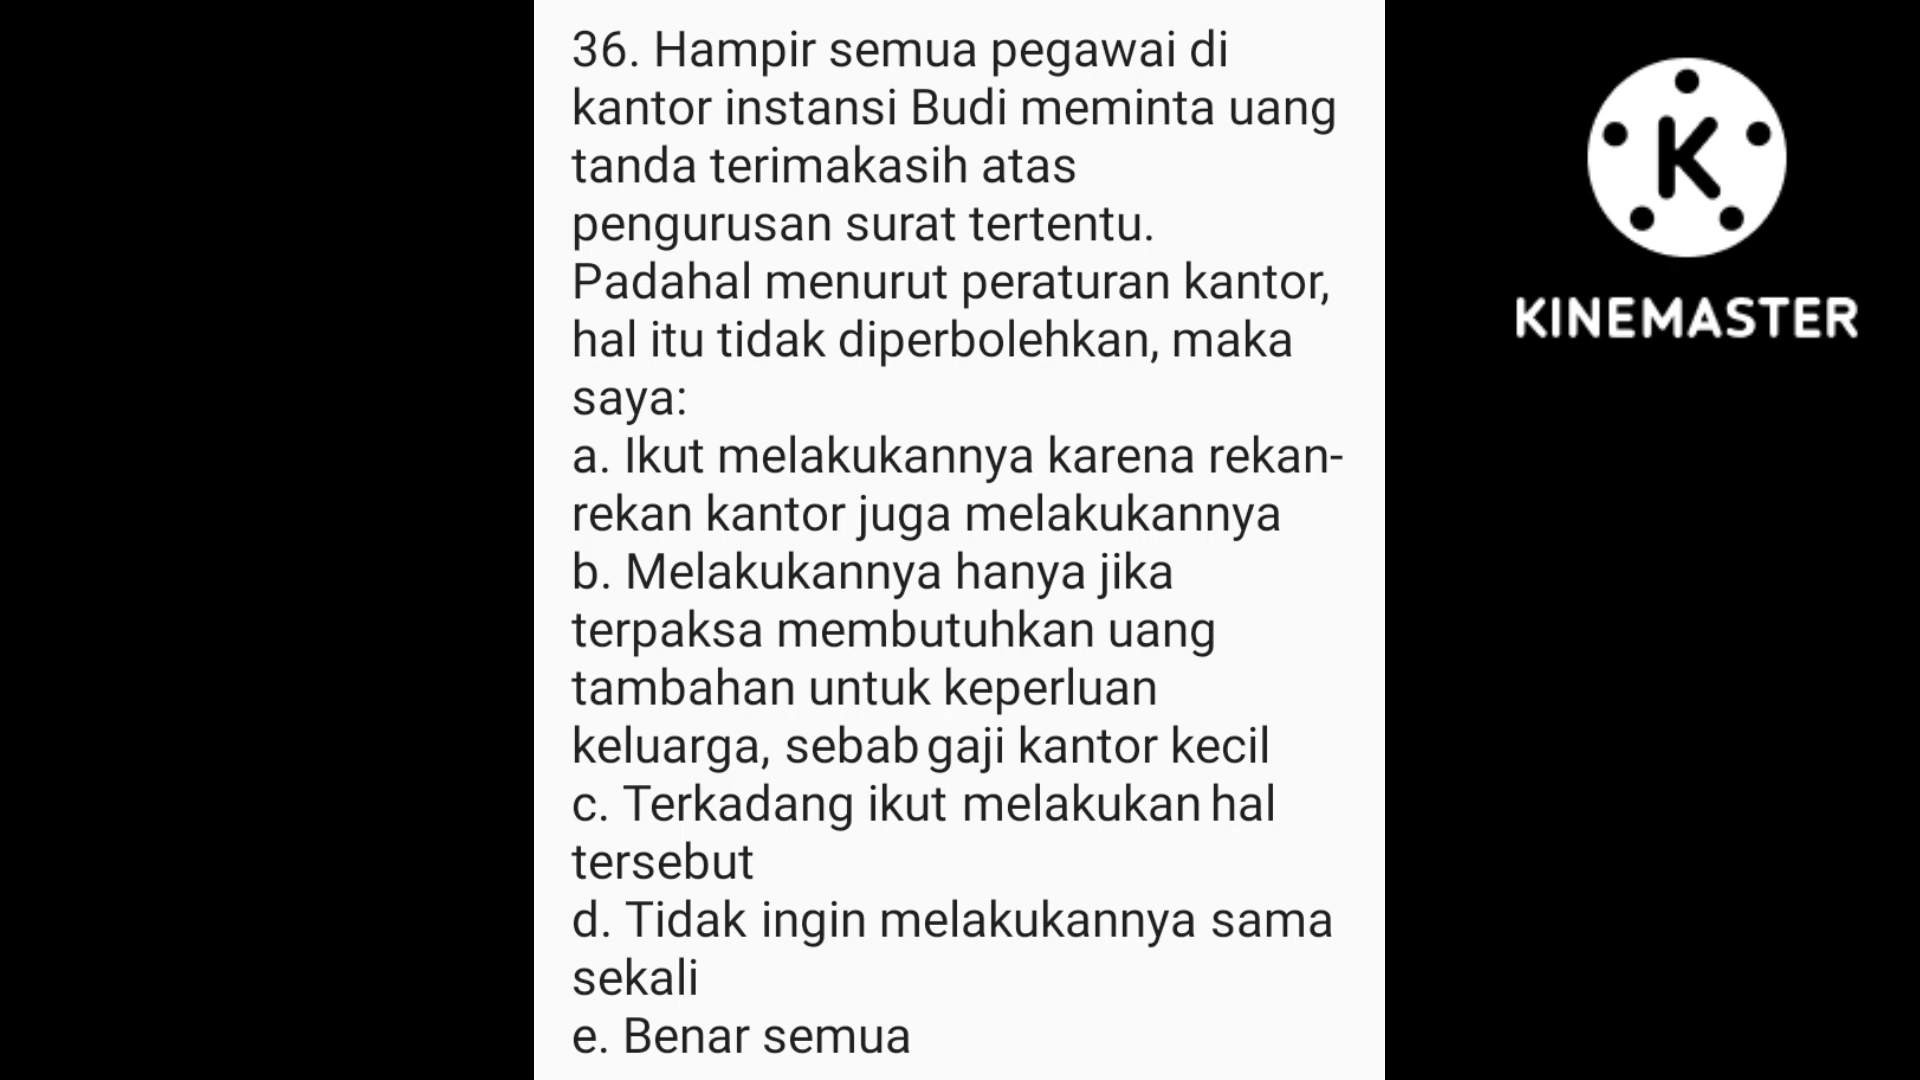 36. Hampir semua pegawai di
kantor instansi Budi meminta uang
tanda terimakasih atas
pengurusan surat tertentu.
Padahal menurut peraturan kantor,
hal itu tidak diperbolehkan, maka
saya:
a. Ikut melakukannya karena rekan-
rekan kantor juga melakukannya
b. Melakukannya hanya jika
terpaksa membutuhkan uang
tambahan untuk keperluan
keluarga, sebab gaji kantor kecil
c. Terkadang ikut melakukan hal
tersebut
d. Tidak ingin melakukannya sama
sekali
e. Benar semua
K
KINEMASTER